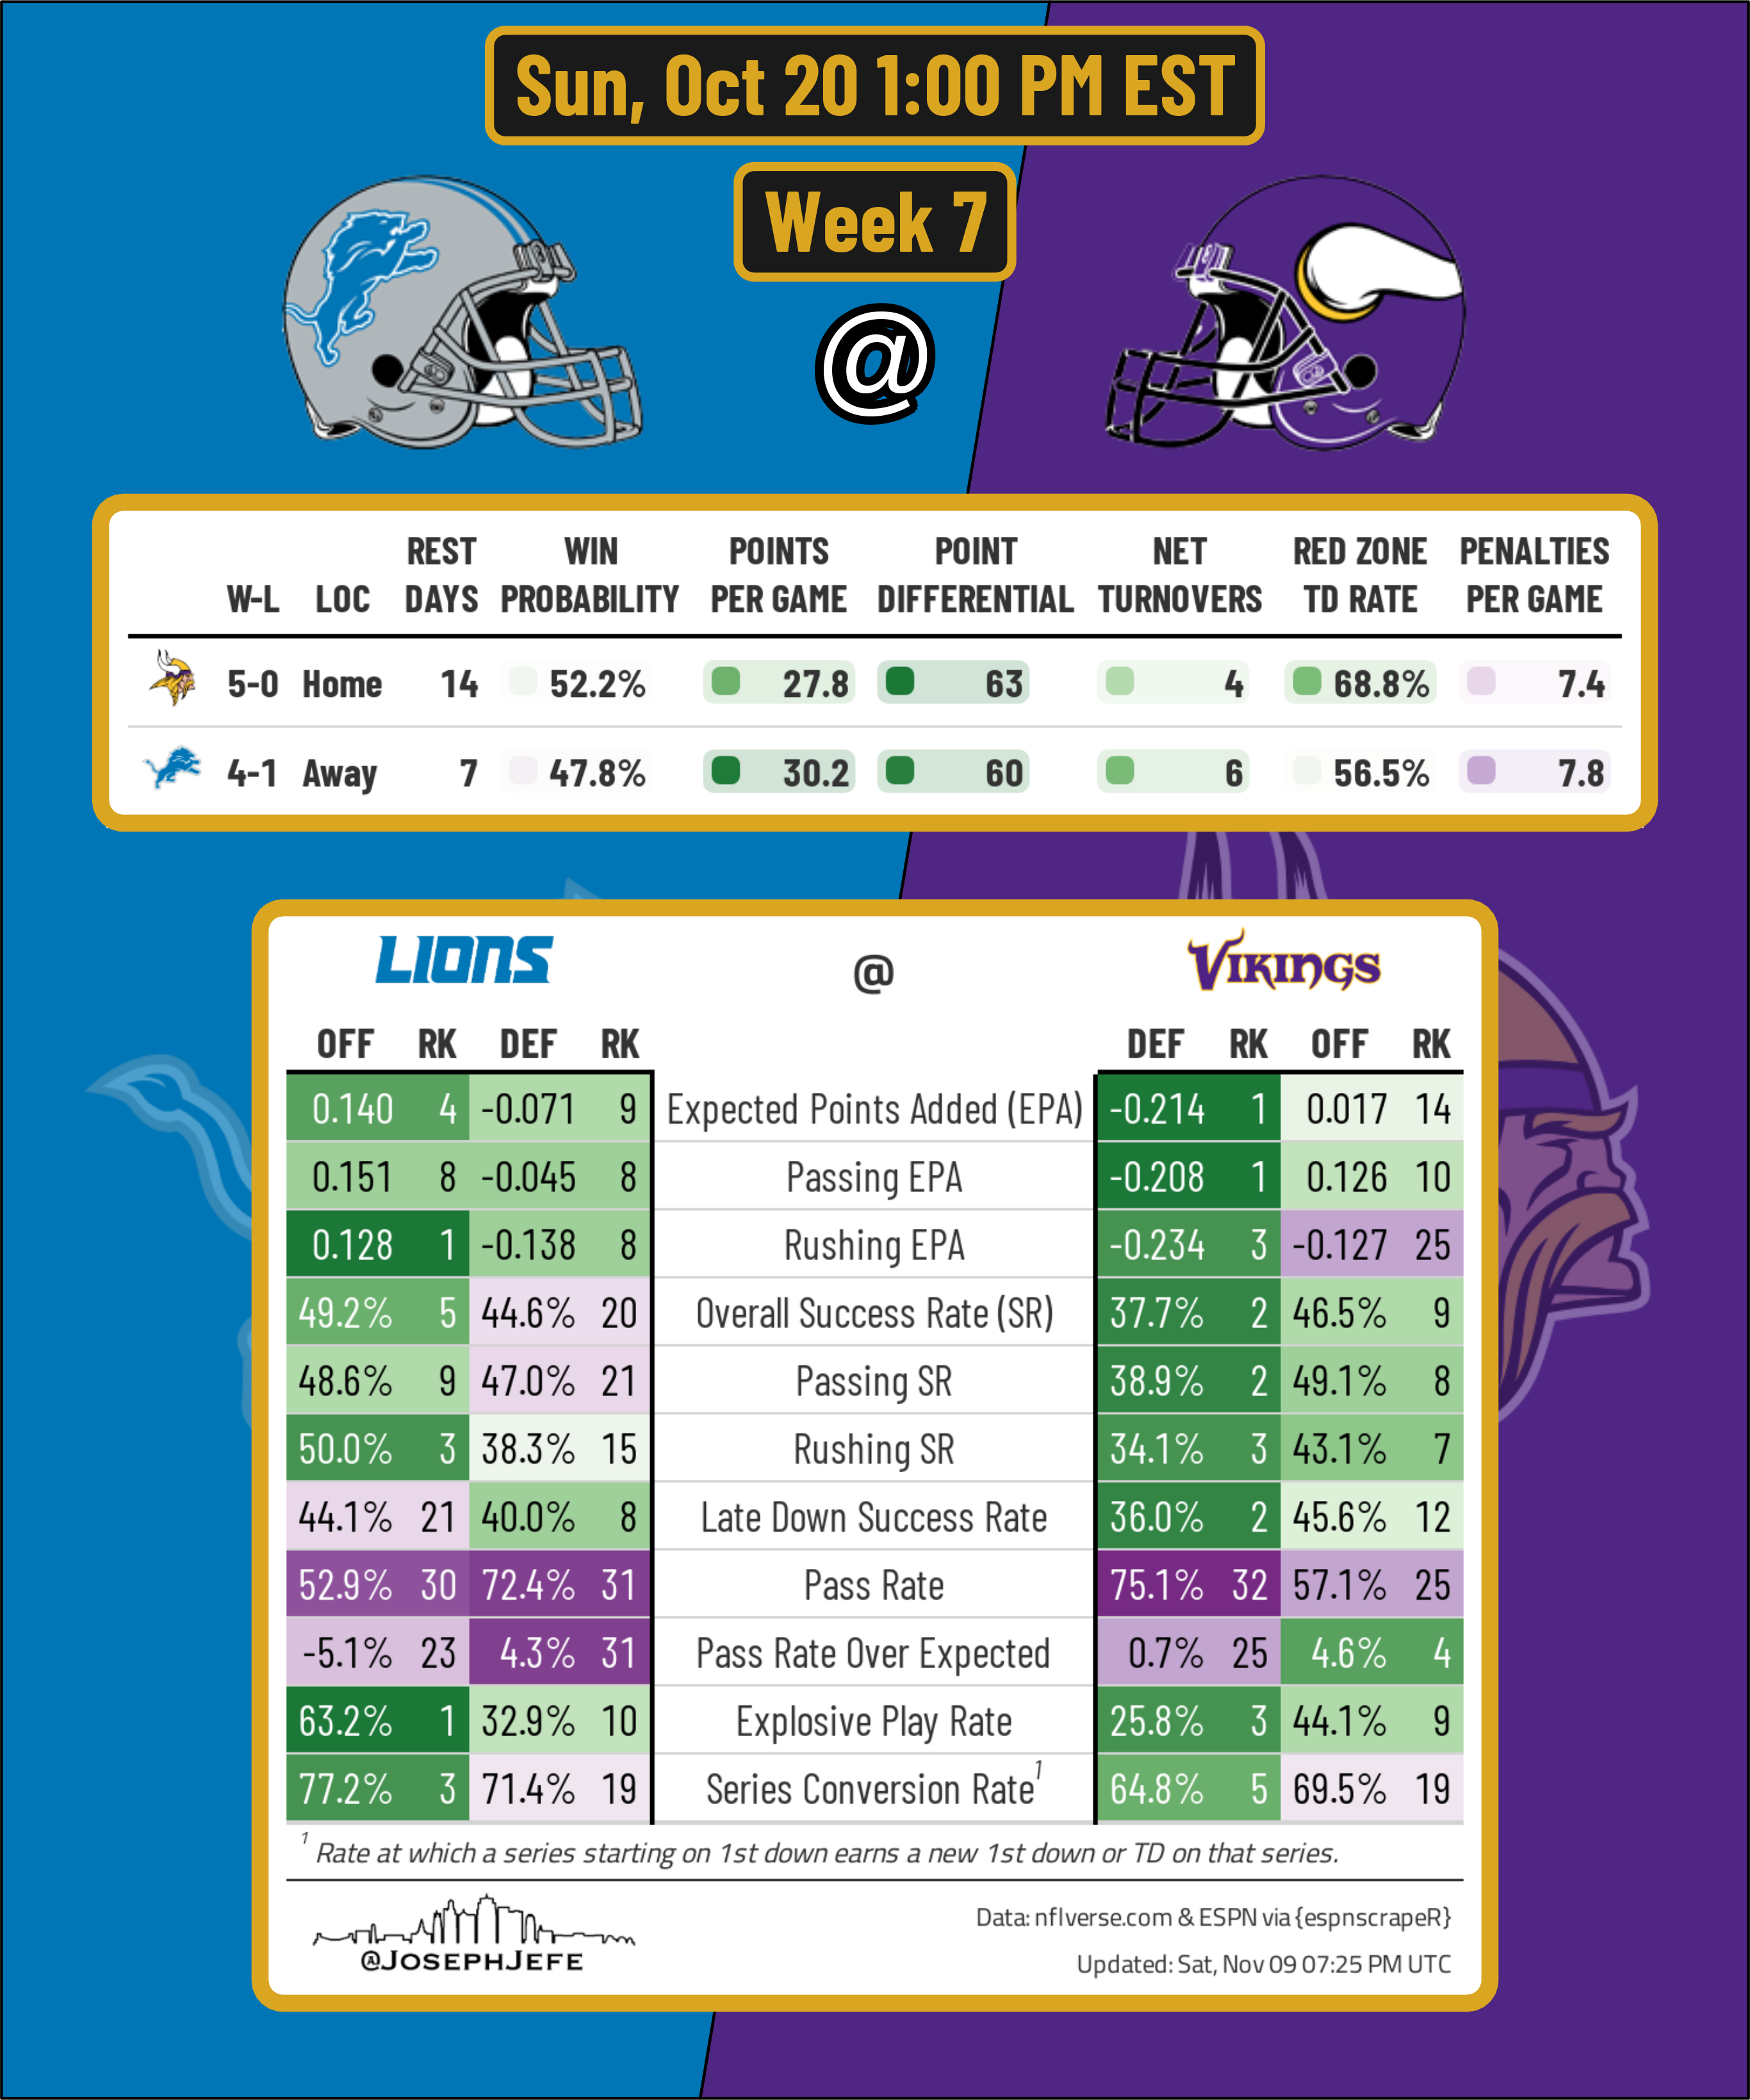 Sun, Oct 20 1:00 PM EST
Week 7
@
W-L LOC REST DAYS WIN PROBABILITY POINTS PER GAME POINT DIFFERENTIAL NET TURNOVERS RED ZONE TD RATE PENALTIES PER GAME
5-0 Home 14 52.2% 27.8 63 4 68.8% 7.4
4-1 Away 7 47.8% 30.2 60 6 56.5% 7.8
LIONS @ VIKINGS
OFF RK DEF RK DEF RK OFF RK
0.140 4 -0.071 9 Expected Points Added (EPA) -0.214 1 0.017 14
0.151 8 -0.045 8 Passing EPA -0.208 1 0.126 10
0.128 1 -0.138 8 Rushing EPA -0.234 3 -0.127 25
49.2% 5 44.6% 20 Overall Success Rate (SR) 37.7% 2 46.5% 9
48.6% 9 47.0% 21 Passing SR 38.9% 2 49.1% 8
50.0% 3 38.3% 15 Rushing SR 34.1% 3 43.1% 7
44.1% 21 40.0% 8 Late Down Success Rate 36.0% 2 45.6% 12
52.9% 30 72.4% 31 Pass Rate 75.1% 32 57.1% 25
-5.1% 23 4.3% 31 Pass Rate Over Expected 0.7% 25 4.6% 4
63.2% 1 32.9% 10 Explosive Play Rate 25.8% 3 44.1% 9
77.2% 3 71.4% 19 Series Conversion Rate¹ 64.8% 5 69.5% 19
¹ Rate at which a series starting on 1st down earns a new 1st down or TD on that series.
@JOSEPHJEFE
Data: nflverse.com & ESPN via {espnscrapeR}
Updated: Sat, Nov 09 07:25 PM UTC